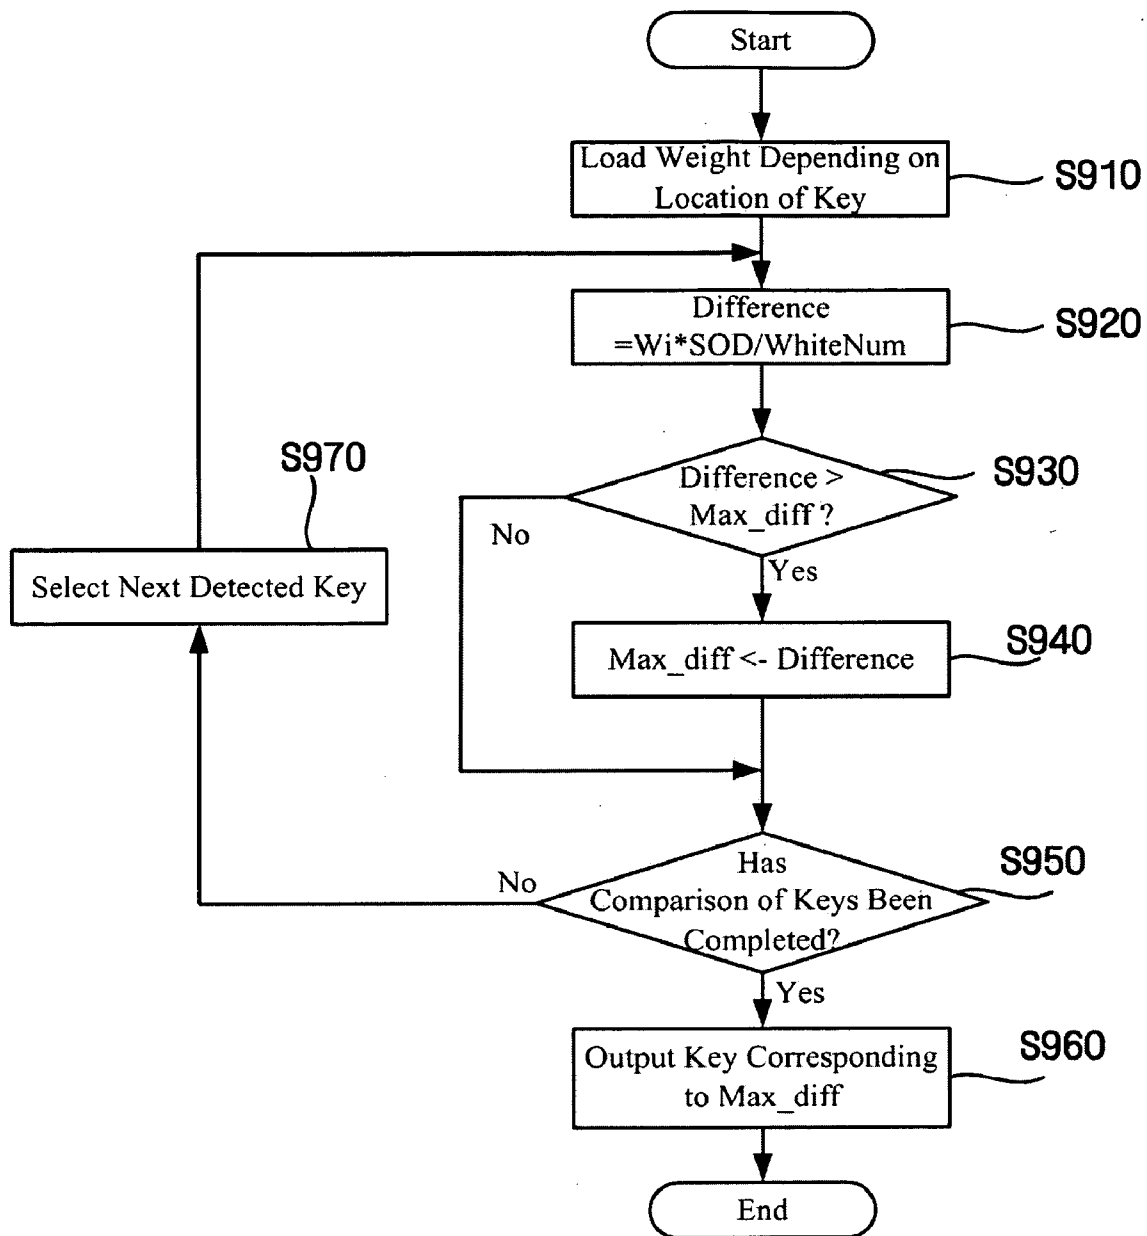 Start
Load Weight Depending on
Location of Key
S910
Difference
=Wi*SOD/WhiteNum
S920
S970
Difference >
Max_diff ?
S930
No
Yes
Select Next Detected Key
Max_diff <- Difference
S940
Has
Comparison of Keys Been
Completed?
S950
No
Yes
Output Key Corresponding
to Max_diff
S960
End